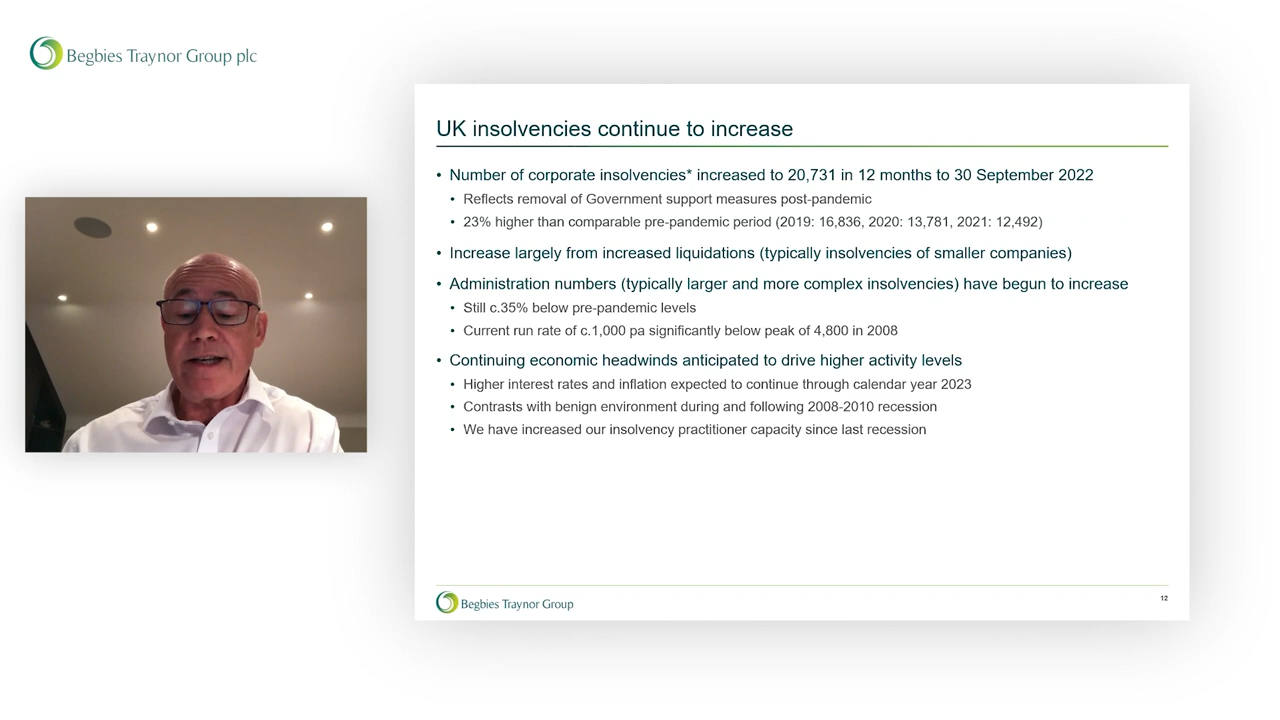 Begbies Traynor Group plc
UK insolvencies continue to increase
• Number of corporate insolvencies* increased to 20,731 in 12 months to 30 September 2022
• Reflects removal of Government support measures post-pandemic
• 23% higher than comparable pre-pandemic period (2019: 16,836, 2020: 13,781, 2021: 12,492)
• Increase largely from increased liquidations (typically insolvencies of smaller companies)
• Administration numbers (typically larger and more complex insolvencies) have begun to increase
• Still c.35% below pre-pandemic levels
• Current run rate of c.1,000 pa significantly below peak of 4,800 in 2008
• Continuing economic headwinds anticipated to drive higher activity levels
• Higher interest rates and inflation expected to continue through calendar year 2023
• Contrasts with benign environment during and following 2008-2010 recession
• We have increased our insolvency practitioner capacity since last recession
Begbies Traynor Group
12